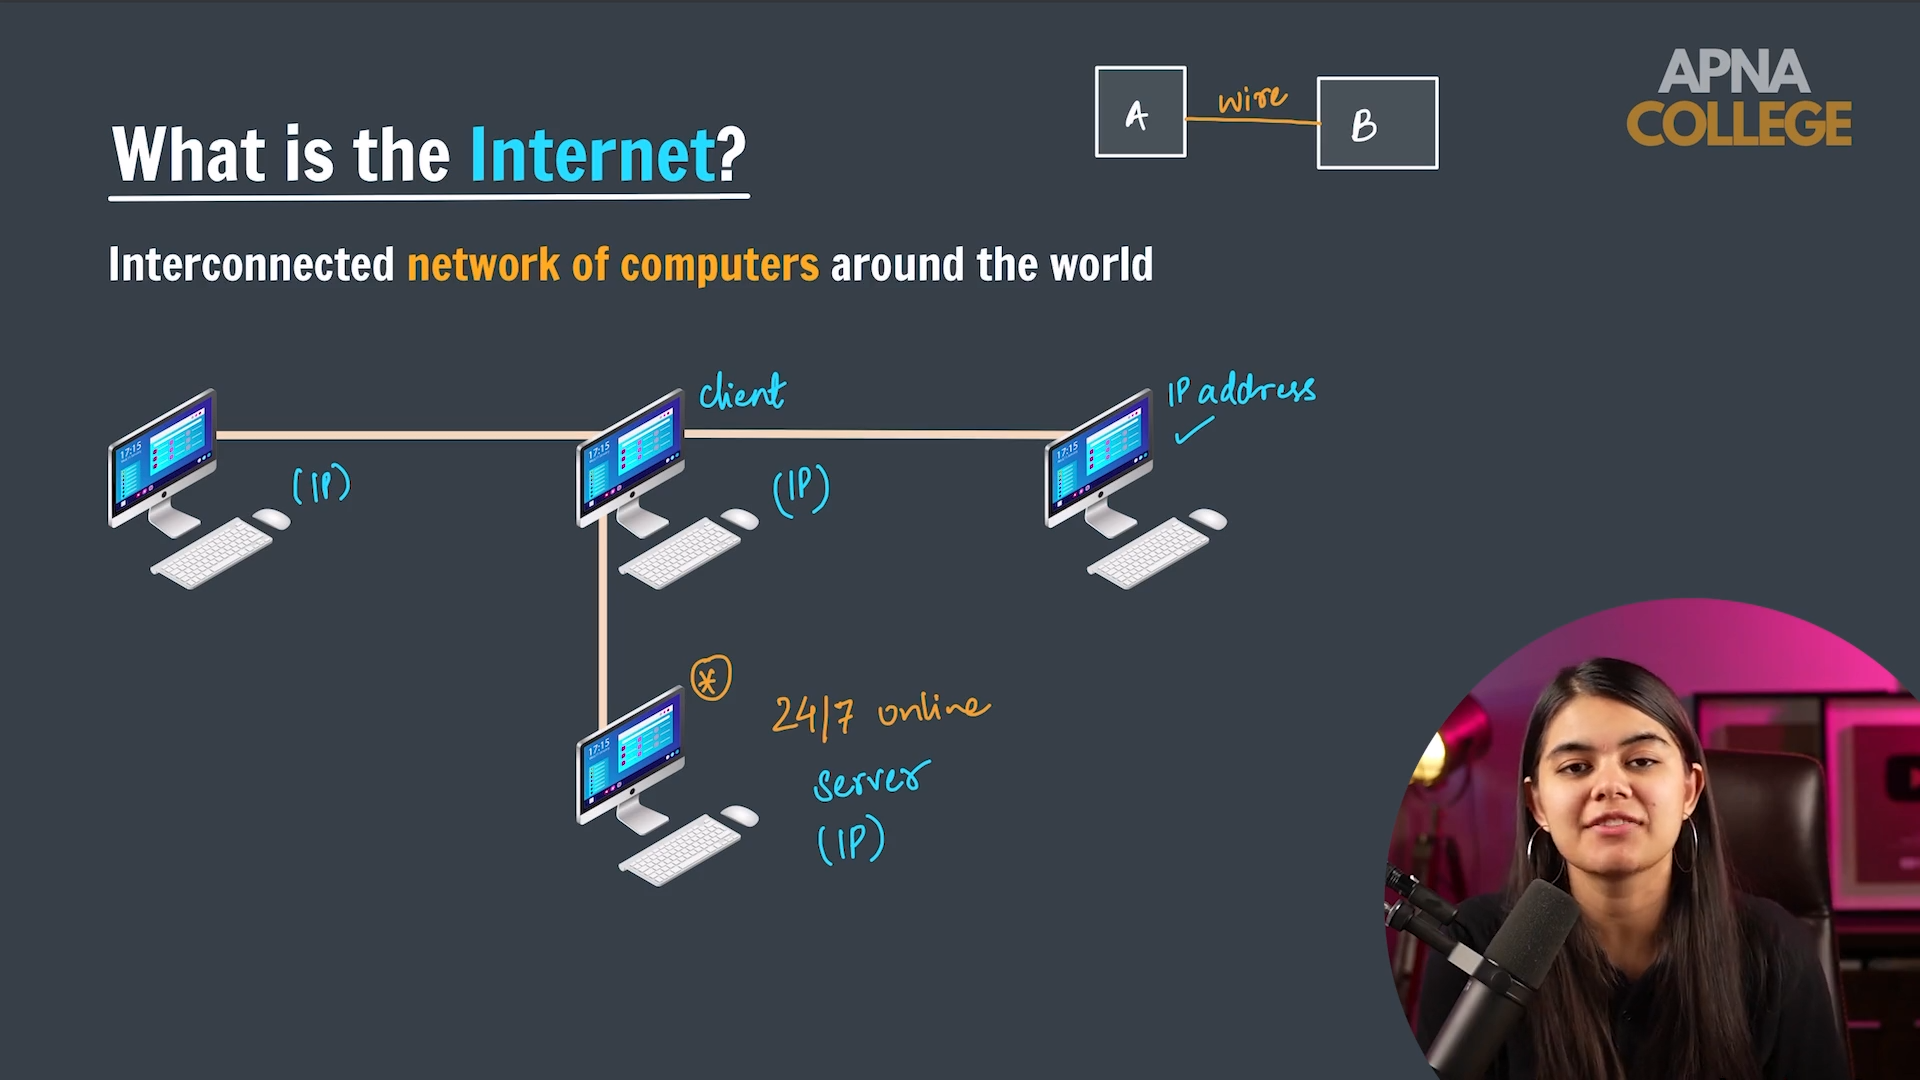 APNA
COLLEGE
A
wire
B
What is the Internet?
Interconnected network of computers around the world
client
IP address
(IP)
(IP)
17:15
17:15
17:15
24/7 online
server
(IP)
17:15